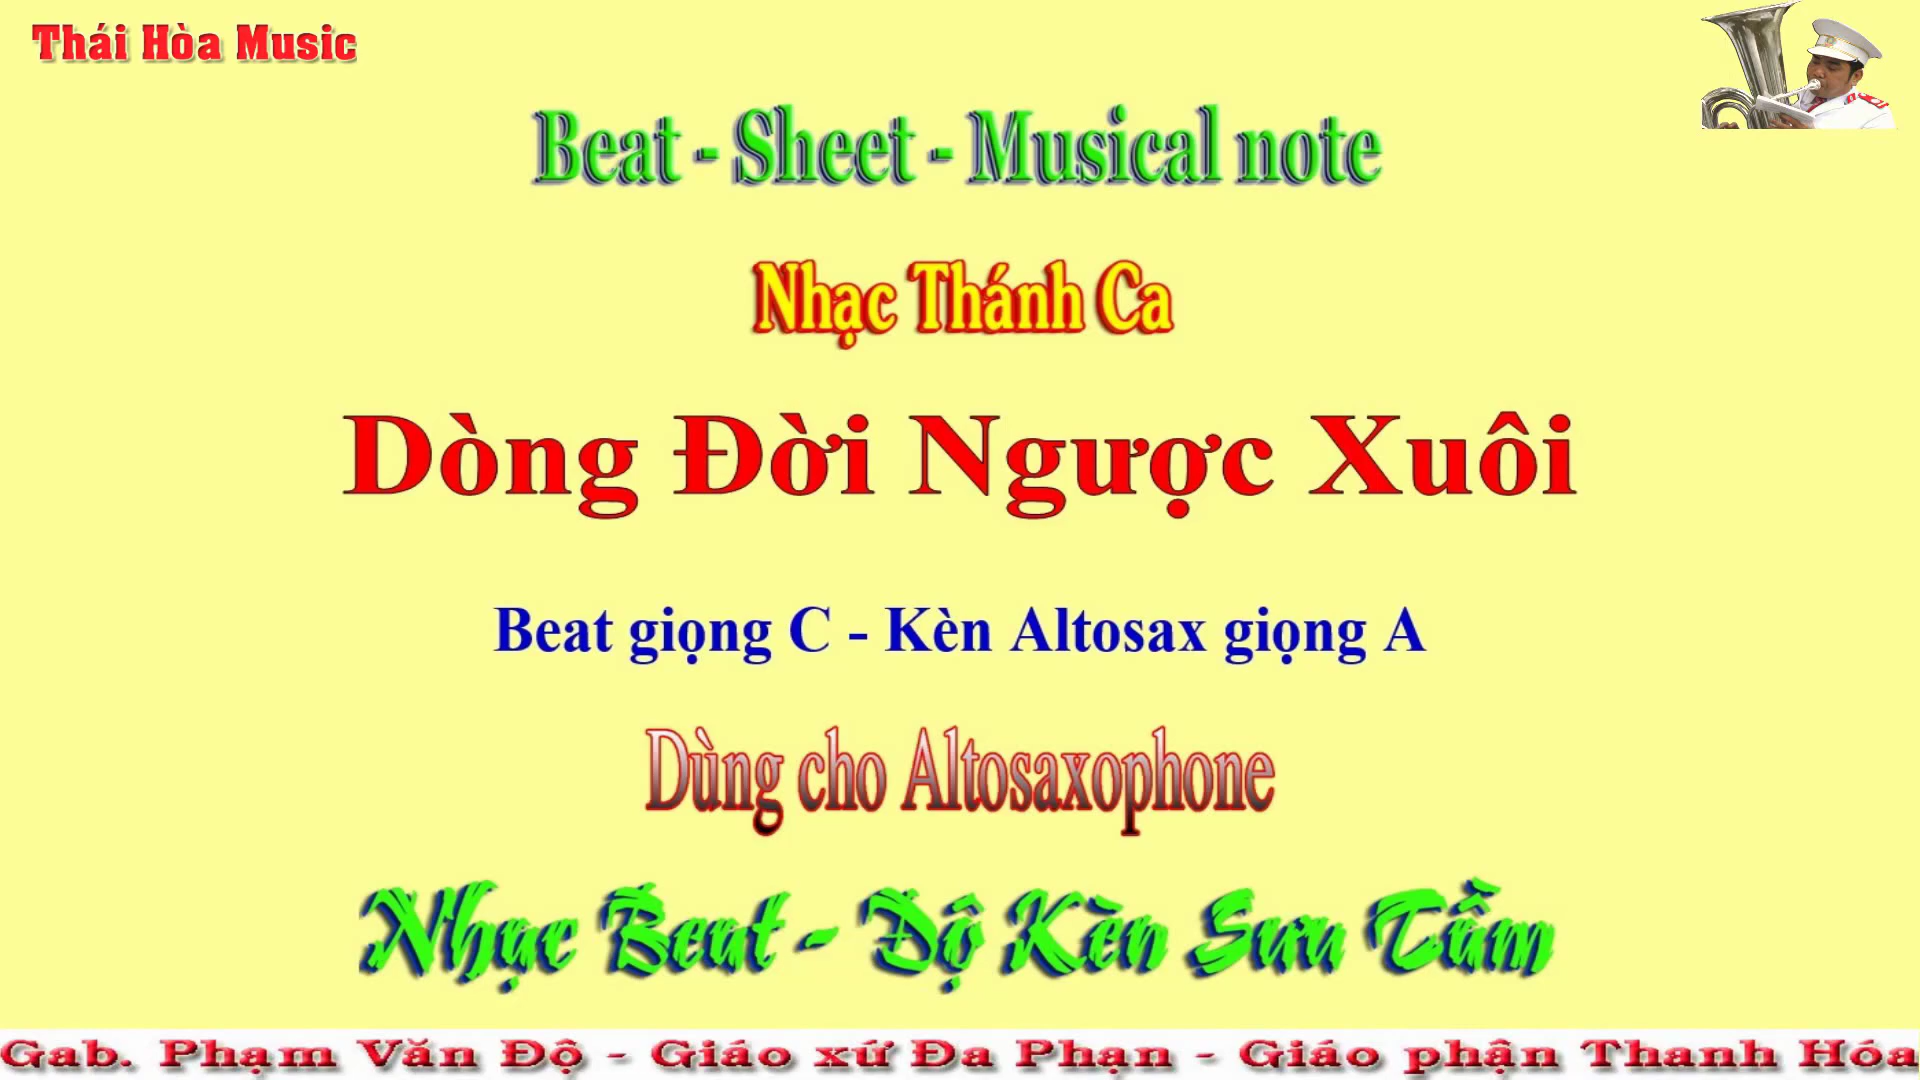 Thái Hòa Music
Beat - Sheet - Musical note
Nhạc Thánh Ca
Dòng Đời Ngược Xuôi
Beat giọng C - Kèn Altosax giọng A
Dùng cho Altosaxophone
Nhạc Beat - Độ Kèn Sưu Tầm
Gab. Phạm Văn Độ - Giáo xứ Đa Phạn - Giáo phận Thanh Hóa